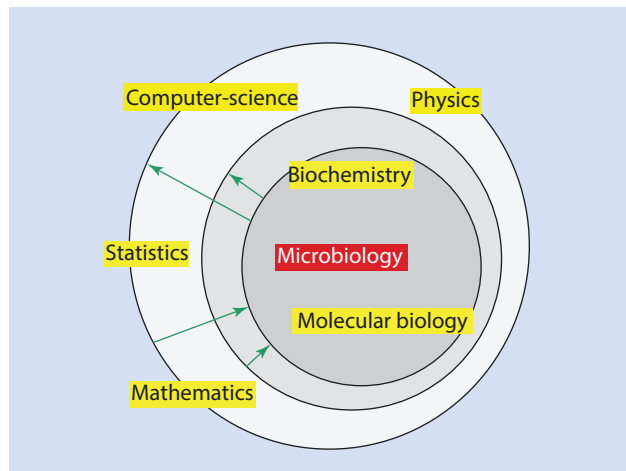 Computer-science
Physics
Biochemistry
Statistics
Microbiology
Molecular biology
Mathematics